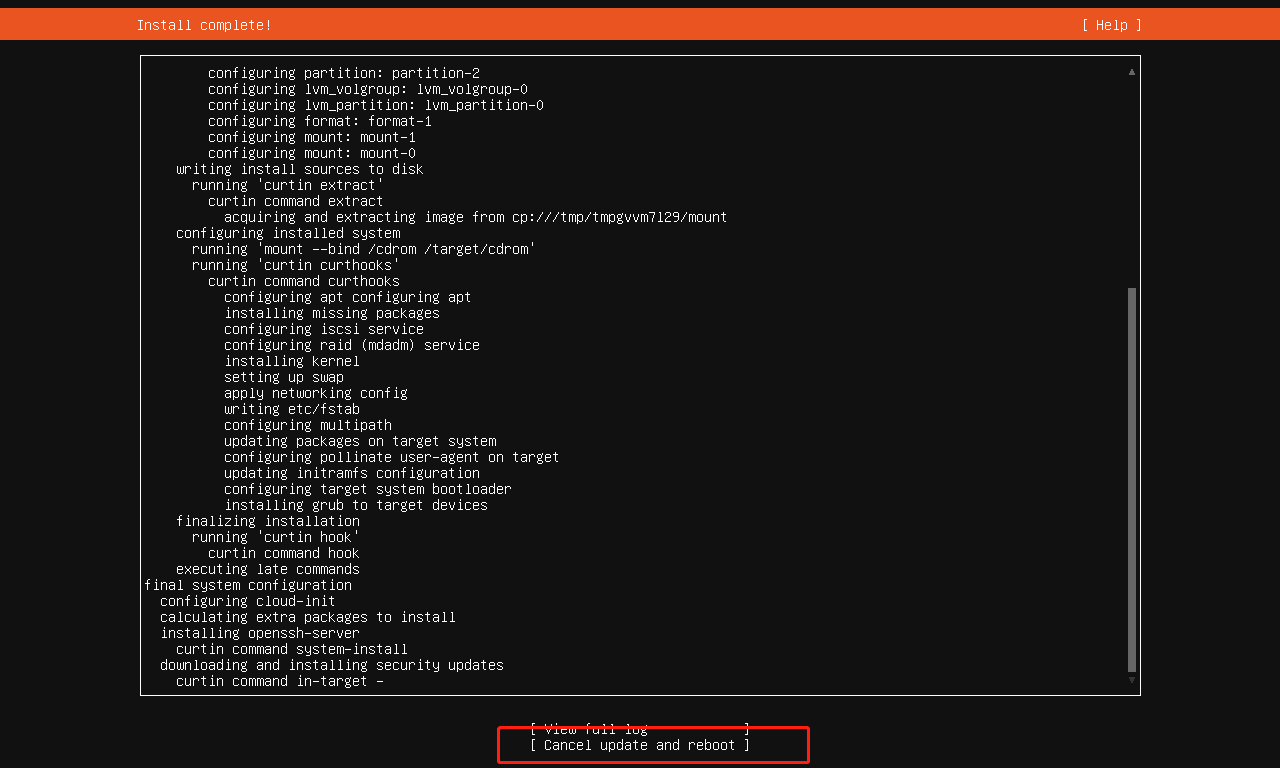 Install complete!
[ Help ]
configuring partition: partition-2
configuring lvm_volgroup: lvm_volgroup-0
configuring lvm_partition: lvm_partition-0
configuring format: format-1
configuring mount: mount-1
configuring mount: mount-0
writing install sources to disk
running 'curtin extract'
curtin command extract
acquiring and extracting image from cp:///tmp/tmpgvvm7l29/mount
configuring installed system
running 'mount --bind /cdrom /target/cdrom'
running 'curtin curthooks'
curtin command curthooks
configuring apt configuring apt
installing missing packages
configuring iscsi service
configuring raid (mdadm) service
installing kernel
setting up swap
apply networking config
writing etc/fstab
configuring multipath
updating packages on target system
configuring pollinate user-agent on target
updating initramfs configuration
configuring target system bootloader
installing grub to target devices
finalizing installation
running 'curtin hook'
curtin command hook
executing late commands
final system configuration
configuring cloud-init
calculating extra packages to install
installing openssh-server
curtin command system-install
downloading and installing security updates
curtin command in-target -
[ View full log ]
[ Cancel update and reboot ]